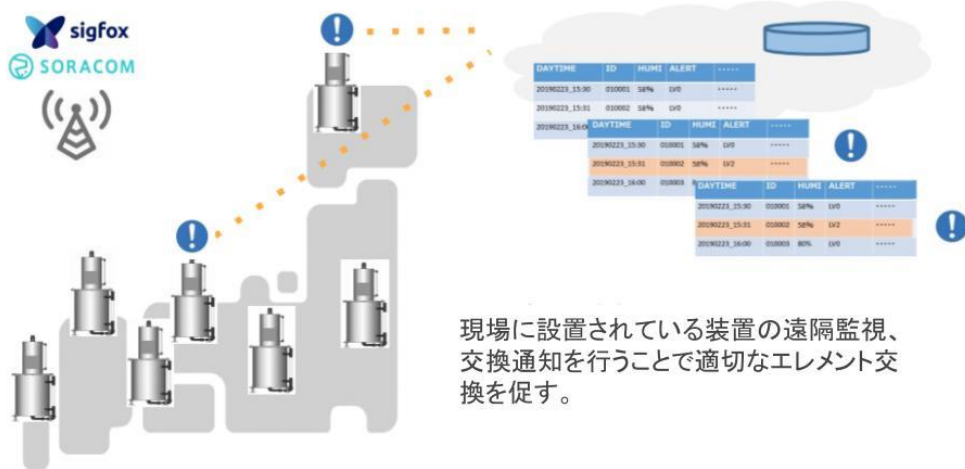 sigfox
SORACOM
DAYTIME ID HUMI ALERT -----
20190223_15:30 010001 58% LV0 -----
20190223_15:31 010002 58% LV0 -----
20190223_16:00
DAYTIME ID HUMI ALERT -----
20190223_15:30 010001 58% LV0 -----
20190223_15:31 010002 58% LV2 -----
20190223_16:00 010003
DAYTIME ID HUMI ALERT -----
20190223_15:30 010001 58% LV0 -----
20190223_15:31 010002 58% LV2 -----
20190223_16:00 010003 80% LV0 -----
現場に設置されている装置の遠隔監視、
交換通知を行うことで適切なエレメント交
換を促す。